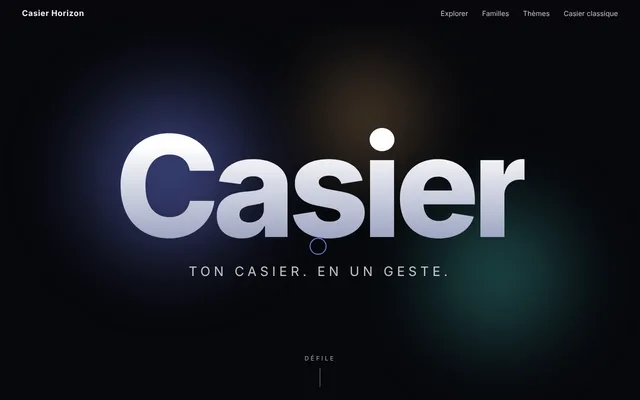 Casier Horizon
Explorer Familles Thèmes Casier classique
Casier
TON CASIER. EN UN GESTE.
DÉFILE